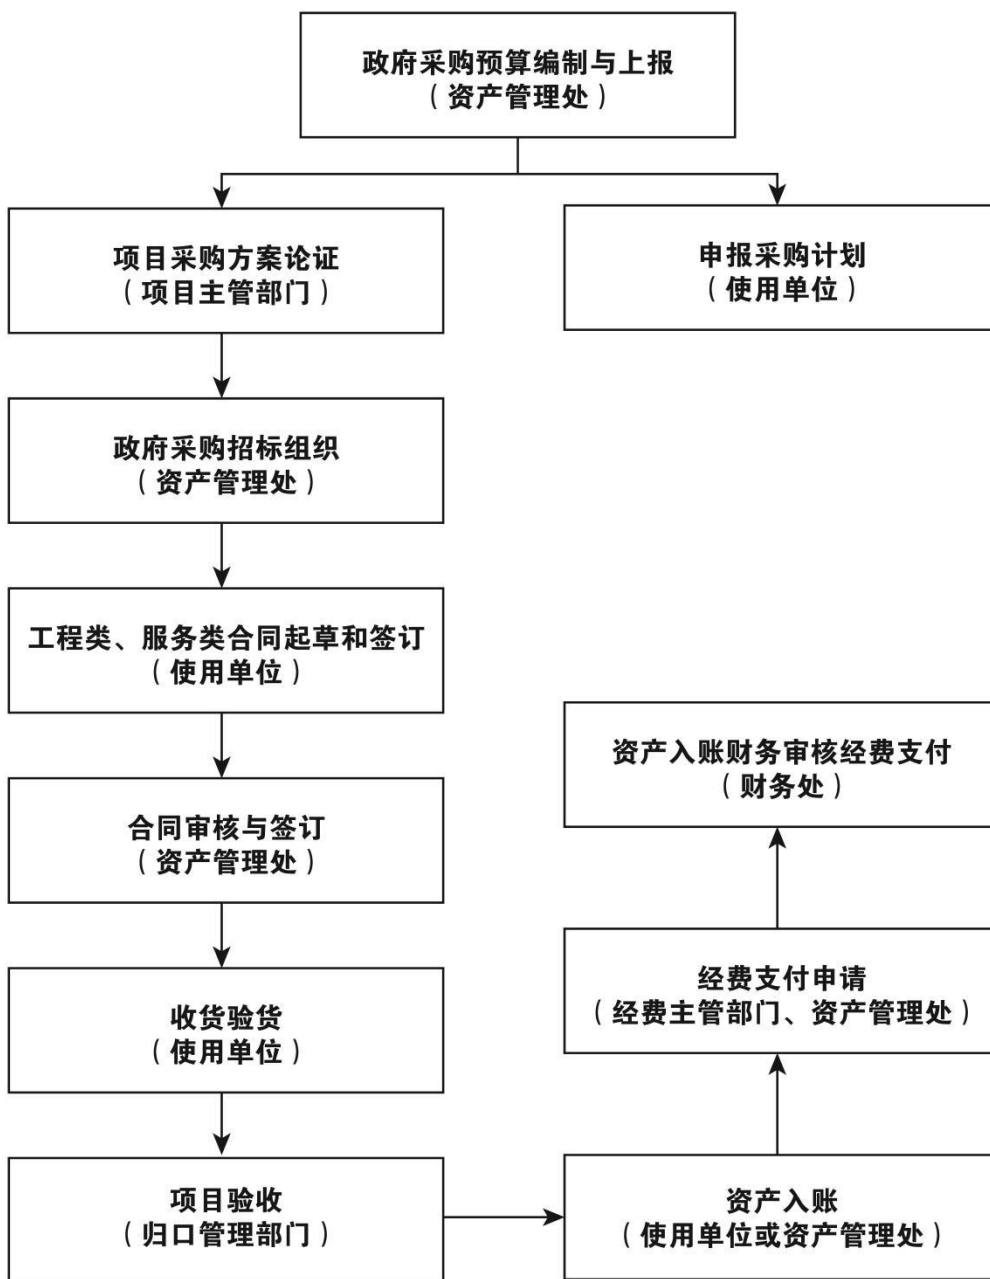 政府采购预算编制与上报
（资产管理处）
项目采购方案论证
（项目主管部门）
申报采购计划
（使用单位）
政府采购招标组织
（资产管理处）
工程类、服务类合同起草和签订
（使用单位）
合同审核与签订
（资产管理处）
收货验货
（使用单位）
项目验收
（归口管理部门）
资产入账
（使用单位或资产管理处）
经费支付申请
（经费主管部门、资产管理处）
资产入账财务审核经费支付
（财务处）